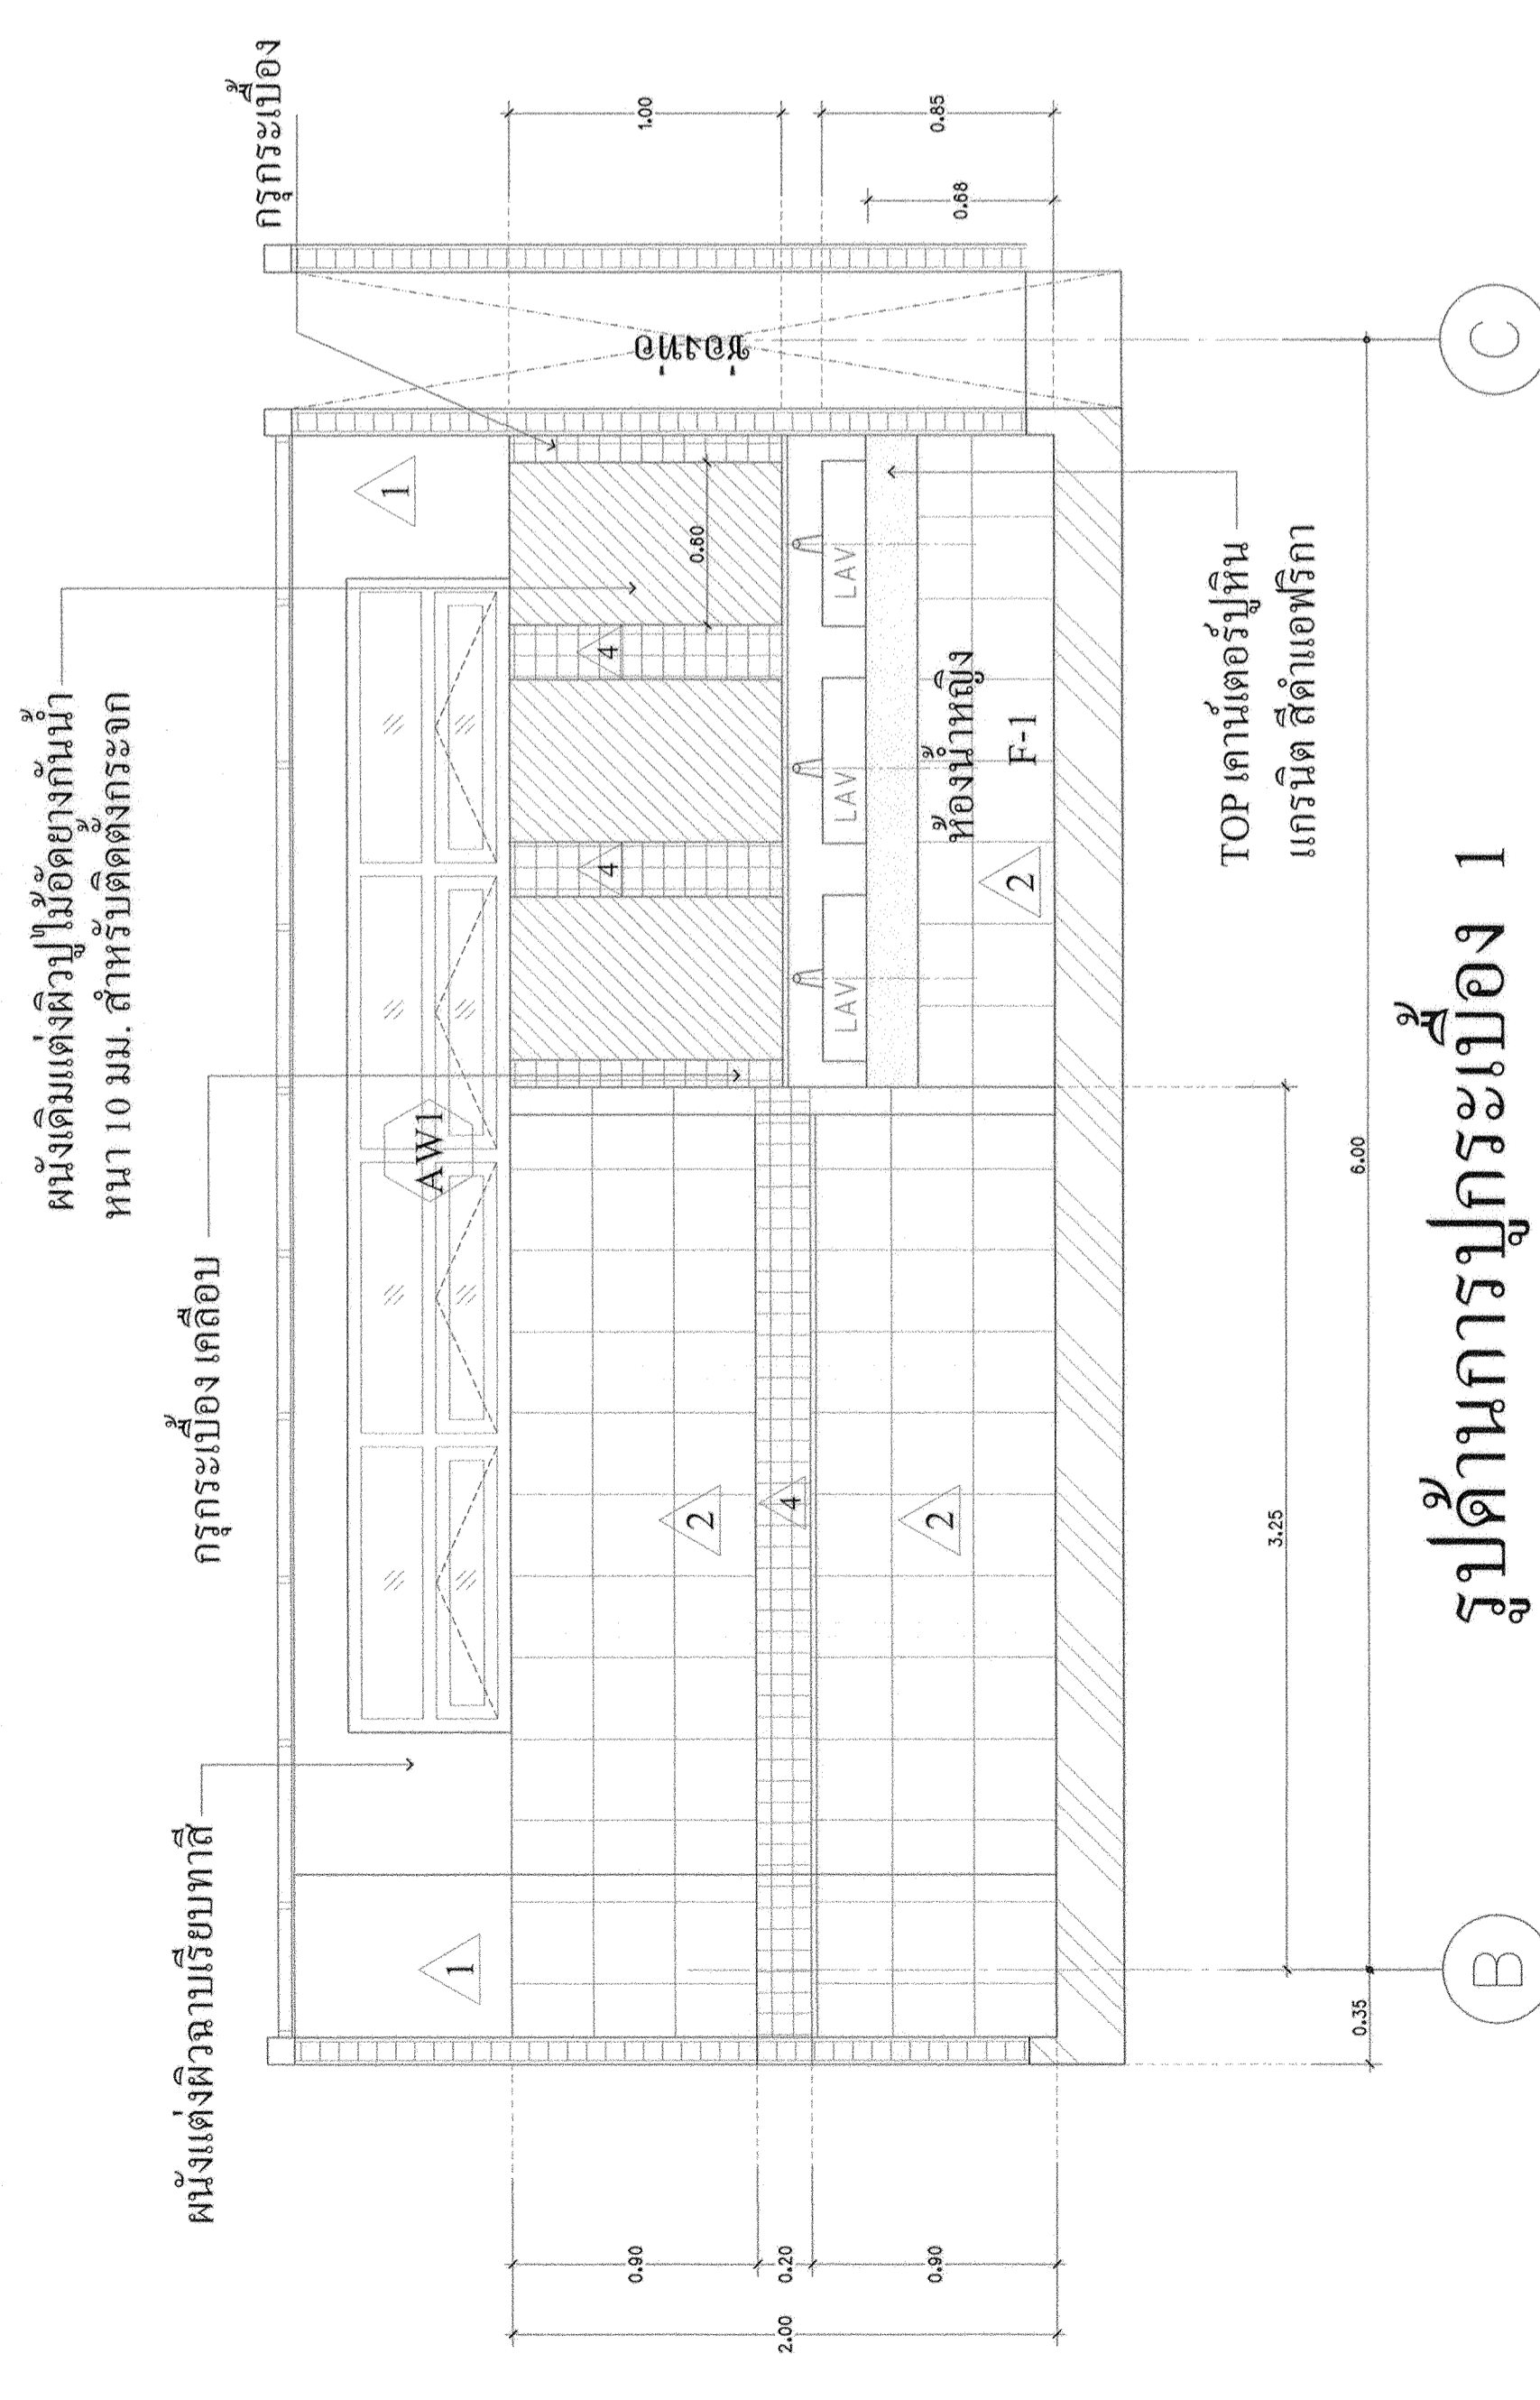 ผนังเดิมแต่งผิวปูไม้อัดยางกันน้ำ
หนา 10 มม. สำหรับติดตั้งกระจก
กรุกระเบื้อง
กรุกระเบื้อง เคลือบ
ผนังแต่งผิวฉาบเรียบทาสี
1
1
AW1
4
4
0.60
ช่องท่อ
1.00
0.85
0.68
LAV
LAV
LAV
ห้องน้ำหญิง
F-1
2
2
4
2
0.90
0.20
0.90
2.00
TOP เคาน์เตอร์ปูหิน
แกรนิต สีดำแอฟริกา
3.25
0.35
6.00
B
C
รูปด้านการปูกระเบื้อง 1